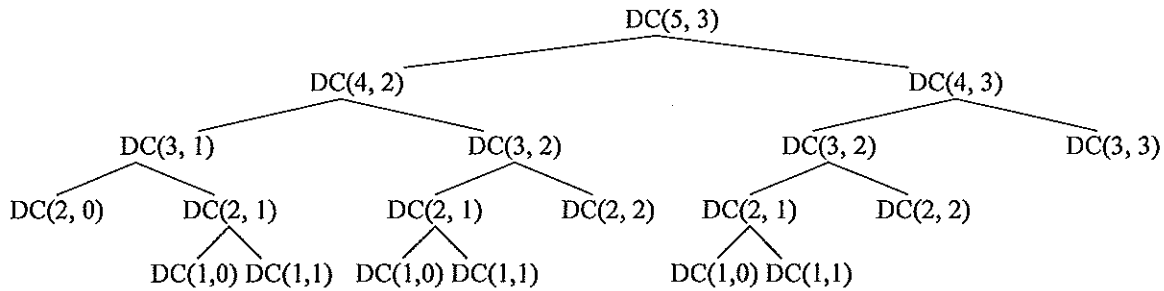 DC(5, 3)
DC(4, 2) DC(4, 3)
DC(3, 1) DC(3, 2) DC(3, 2) DC(3, 3)
DC(2, 0) DC(2, 1) DC(2, 1) DC(2, 2) DC(2, 1) DC(2, 2)
DC(1,0) DC(1,1) DC(1,0) DC(1,1) DC(1,0) DC(1,1)